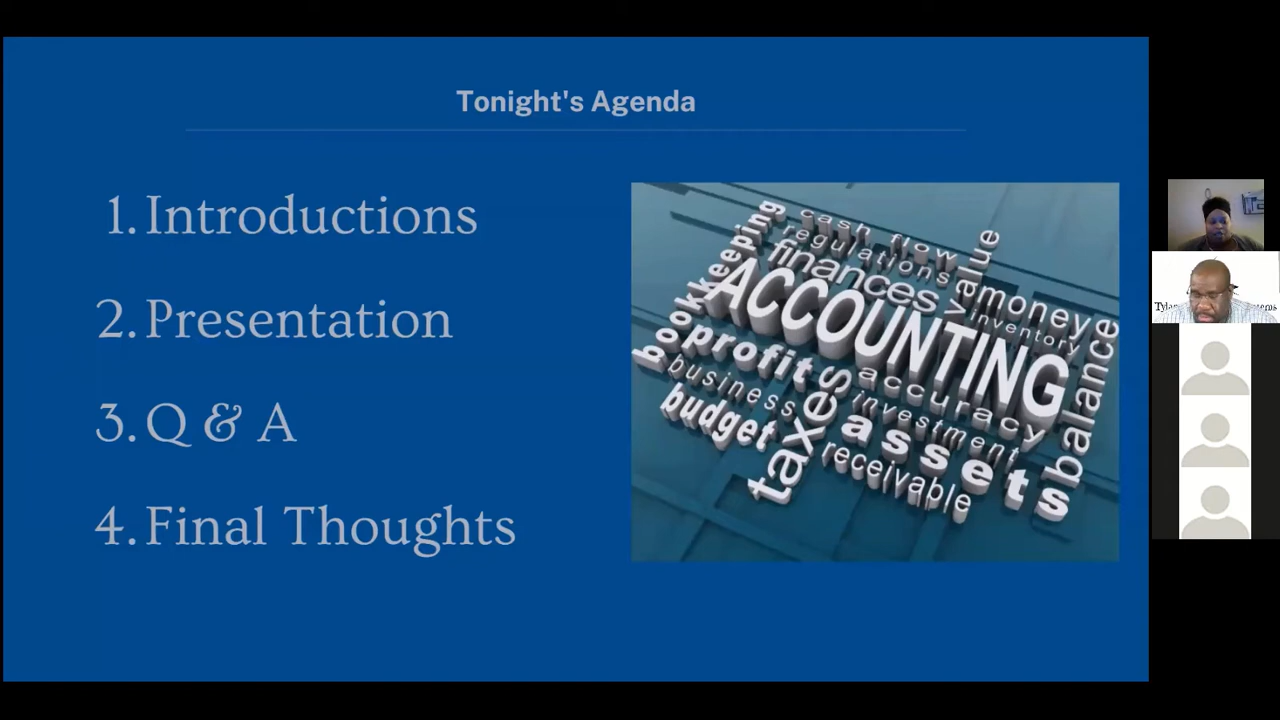 Tonight's Agenda
1. Introductions
2. Presentation
3. Q & A
4. Final Thoughts
cash flow
regulations
finances
value
money
bookkeeping
ACCOUNTING
inventory
profit
accuracy
business
investment
balance
budget
taxes
assets
receivable